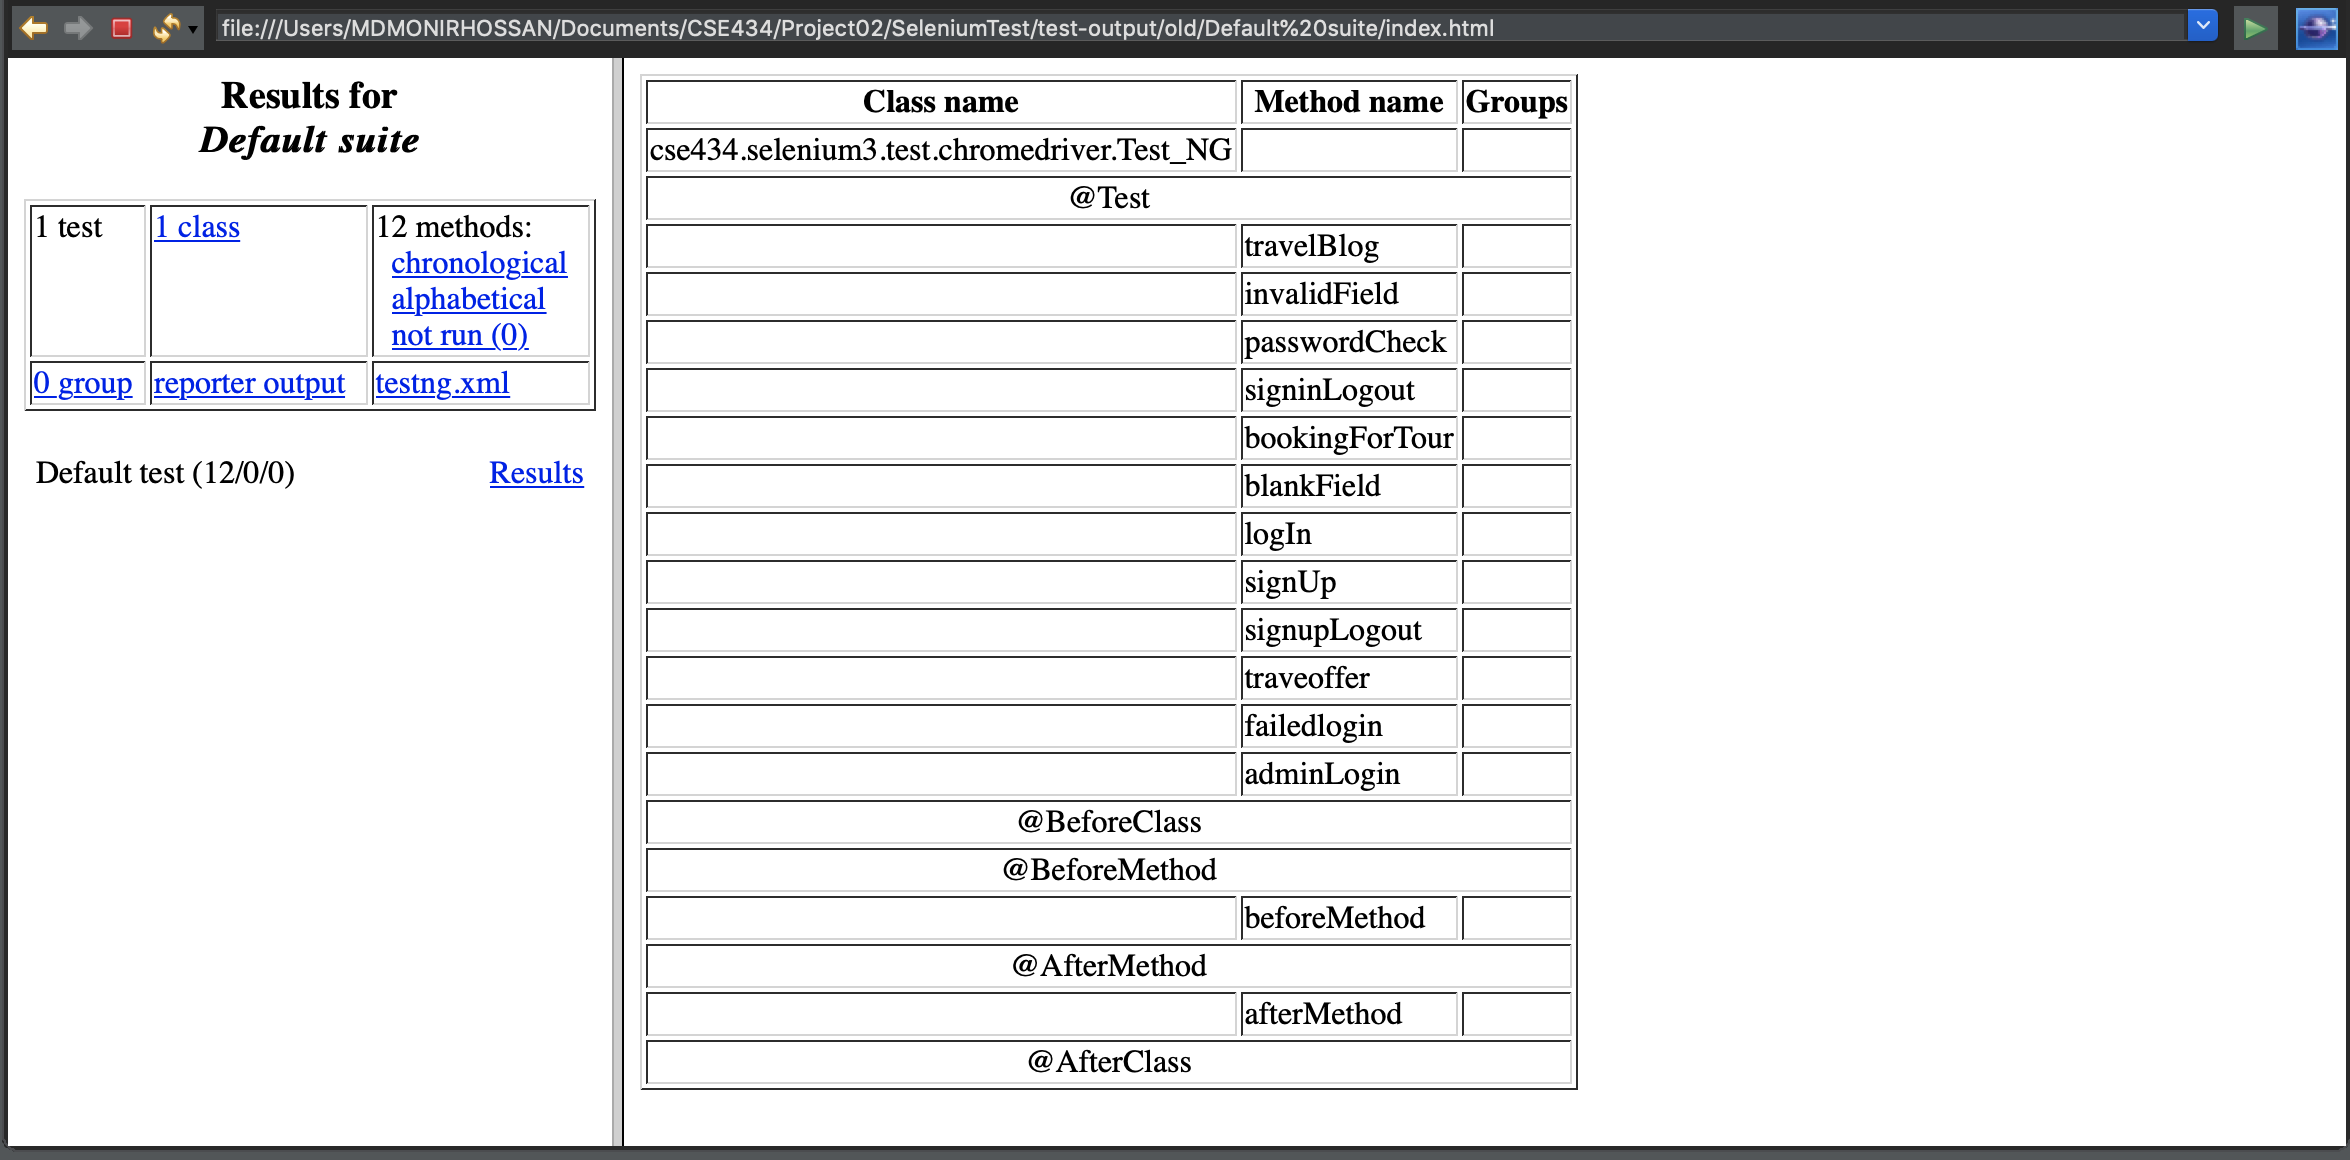 file:///Users/MDMONIRHOSSAN/Documents/CSE434/Project02/SeleniumTest/test-output/old/Default%20suite/index.html
Results for
Default suite
1 test 1 class 12 methods:
chronological
alphabetical
not run (0)
0 group reporter output testng.xml
Default test (12/0/0) Results
Class name Method name Groups
cse434.selenium3.test.chromedriver.Test_NG
@Test
travelBlog
invalidField
passwordCheck
signinLogout
bookingForTour
blankField
logIn
signUp
signupLogout
traveoffer
failedlogin
adminLogin
@BeforeClass
@BeforeMethod
beforeMethod
@AfterMethod
afterMethod
@AfterClass